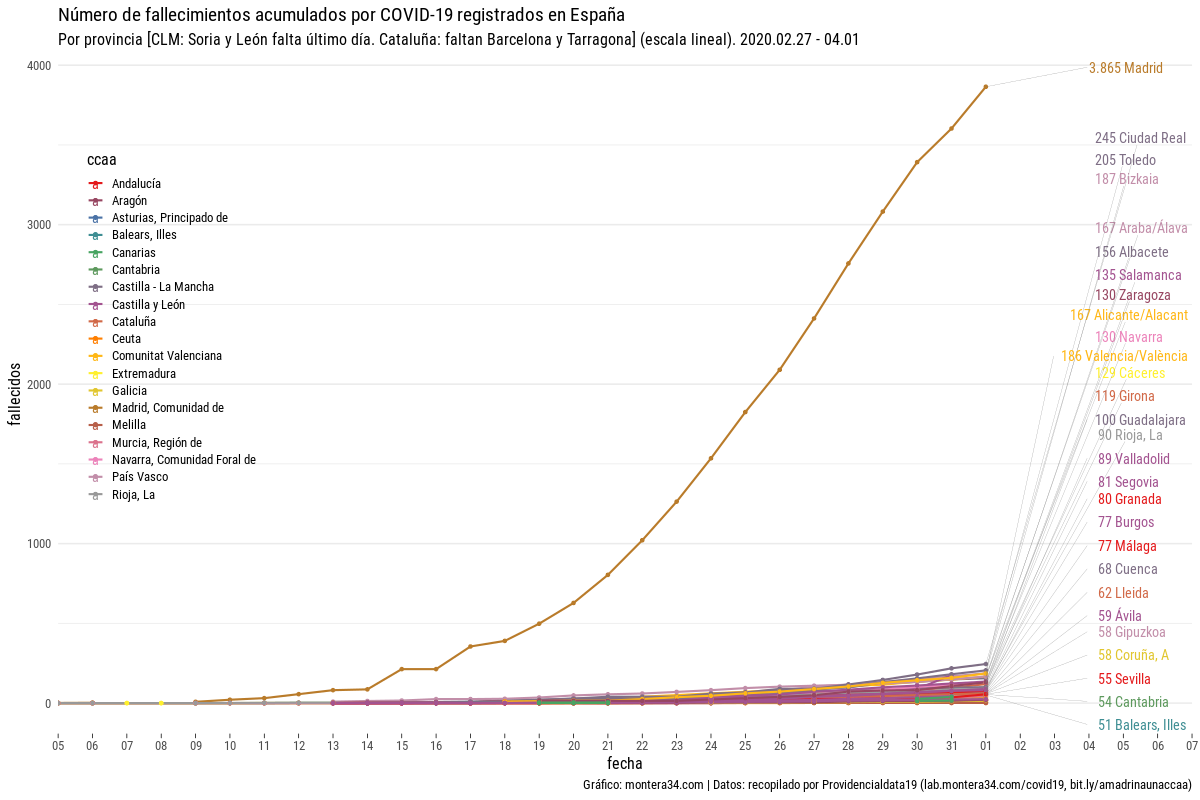 Número de fallecimientos acumulados por COVID-19 registrados en España
Por provincia [CLM: Soria y León falta último día. Cataluña: faltan Barcelona y Tarragona] (escala lineal). 2020.02.27 - 04.01
4000
3000
2000
1000
0
fallecidos
ccaa
Andalucía
Aragón
Asturias, Principado de
Balears, Illes
Canarias
Cantabria
Castilla - La Mancha
Castilla y León
Cataluña
Ceuta
Comunitat Valenciana
Extremadura
Galicia
Madrid, Comunidad de
Melilla
Murcia, Región de
Navarra, Comunidad Foral de
País Vasco
Rioja, La
3.865 Madrid
245 Ciudad Real
205 Toledo
187 Bizkaia
167 Araba/Álava
156 Albacete
135 Salamanca
130 Zaragoza
167 Alicante/Alacant
130 Navarra
186 Valencia/València
129 Cáceres
119 Girona
100 Guadalajara
90 Rioja, La
89 Valladolid
81 Segovia
80 Granada
77 Burgos
77 Málaga
68 Cuenca
62 Lleida
59 Ávila
58 Gipuzkoa
58 Coruña, A
55 Sevilla
54 Cantabria
51 Balears, Illes
05 06 07 08 09 10 11 12 13 14 15 16 17 18 19 20 21 22 23 24 25 26 27 28 29 30 31 01 02 03 04 05 06 07
fecha
Gráfico: montera34.com | Datos: recopilado por Providencialdata19 (lab.montera34.com/covid19, bit.ly/amadrinaunaccaa)